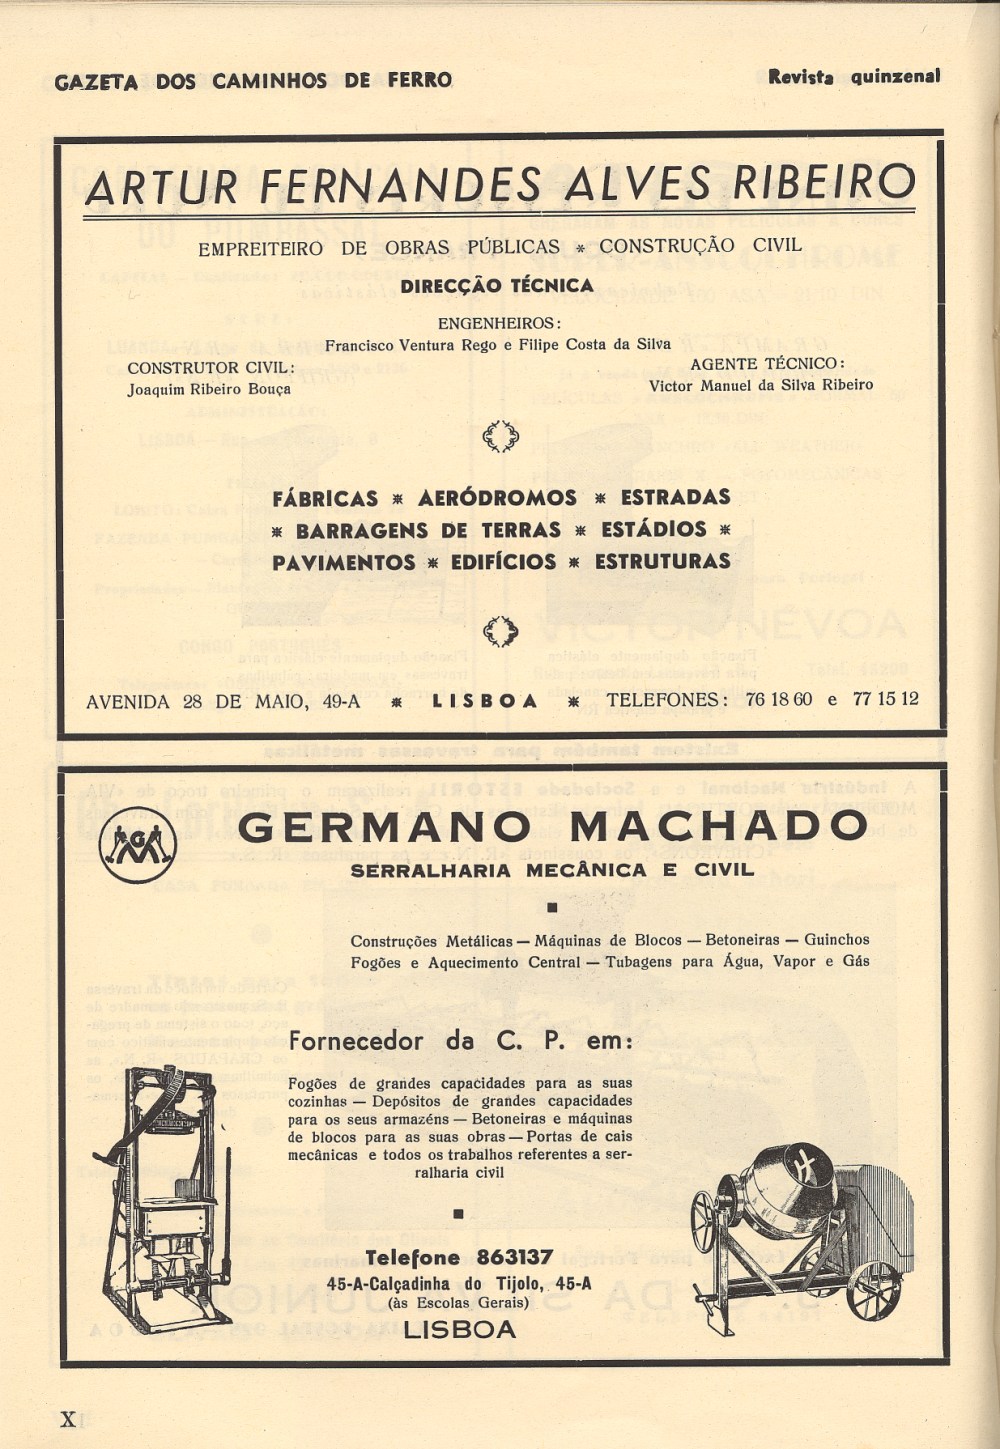 GAZETA DOS CAMINHOS DE FERRO
Revista quinzenal
ARTUR FERNANDES ALVES RIBEIRO
EMPREITEIRO DE OBRAS PÚBLICAS * CONSTRUÇÃO CIVIL
DIRECÇÃO TÉCNICA
ENGENHEIROS:
Francisco Ventura Rego e Filipe Costa da Silva
CONSTRUTOR CIVIL:
Joaquim Ribeiro Bouça
AGENTE TÉCNICO:
Victor Manuel da Silva Ribeiro
FÁBRICAS * AERÓDROMOS * ESTRADAS
* BARRAGENS DE TERRAS * ESTÁDIOS *
PAVIMENTOS * EDIFÍCIOS * ESTRUTURAS
AVENIDA 28 DE MAIO, 49-A * LISBOA * TELEFONES: 76 18 60 e 77 15 12
GERMANO MACHADO
SERRALHARIA MECÂNICA E CIVIL
Construções Metálicas — Máquinas de Blocos — Betoneiras — Guinchos
Fogões e Aquecimento Central — Tubagens para Água, Vapor e Gás
Fornecedor da C. P. em:
Fogões de grandes capacidades para as suas
cozinhas — Depósitos de grandes capacidades
para os seus armazéns — Betoneiras e máquinas
de blocos para as suas obras — Portas de cais
mecânicas e todos os trabalhos referentes a ser-
ralharia civil
Telefone 863137
45-A-Calçadinha do Tijolo, 45-A
(às Escolas Gerais)
LISBOA
X